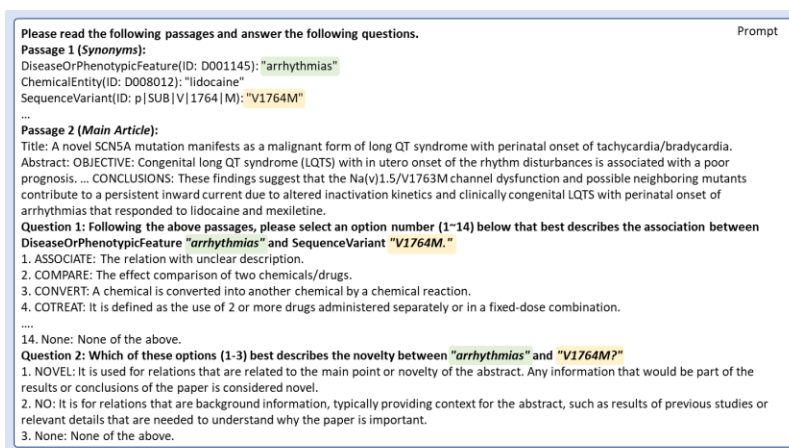 Prompt
Please read the following passages and answer the following questions.
Passage 1 (Synonyms):
DiseaseOrPhenotypicFeature(ID: D001145): "arrhythmias"
ChemicalEntity(ID: D008012): "lidocaine"
SequenceVariant(ID: p|SUB|V|1764|M): "V1764M"
...
Passage 2 (Main Article):
Title: A novel SCN5A mutation manifests as a malignant form of long QT syndrome with perinatal onset of tachycardia/bradycardia.
Abstract: OBJECTIVE: Congenital long QT syndrome (LQTS) with in utero onset of the rhythm disturbances is associated with a poor
prognosis. ... CONCLUSIONS: These findings suggest that the Na(v)1.5/V1763M channel dysfunction and possible neighboring mutants
contribute to a persistent inward current due to altered inactivation kinetics and clinically congenital LQTS with perinatal onset of
arrhythmias that responded to lidocaine and mexiletine.
Question 1: Following the above passages, please select an option number (1~14) below that best describes the association between
DiseaseOrPhenotypicFeature "arrhythmias" and SequenceVariant "V1764M."
1. ASSOCIATE: The relation with unclear description.
2. COMPARE: The effect comparison of two chemicals/drugs.
3. CONVERT: A chemical is converted into another chemical by a chemical reaction.
4. COTREAT: It is defined as the use of 2 or more drugs administered separately or in a fixed-dose combination.
....
14. None: None of the above.
Question 2: Which of these options (1-3) best describes the novelty between "arrhythmias" and "V1764M?"
1. NOVEL: It is used for relations that are related to the main point or novelty of the abstract. Any information that would be part of the
results or conclusions of the paper is considered novel.
2. NO: It is for relations that are background information, typically providing context for the abstract, such as results of previous studies or
relevant details that are needed to understand why the paper is important.
3. None: None of the above.